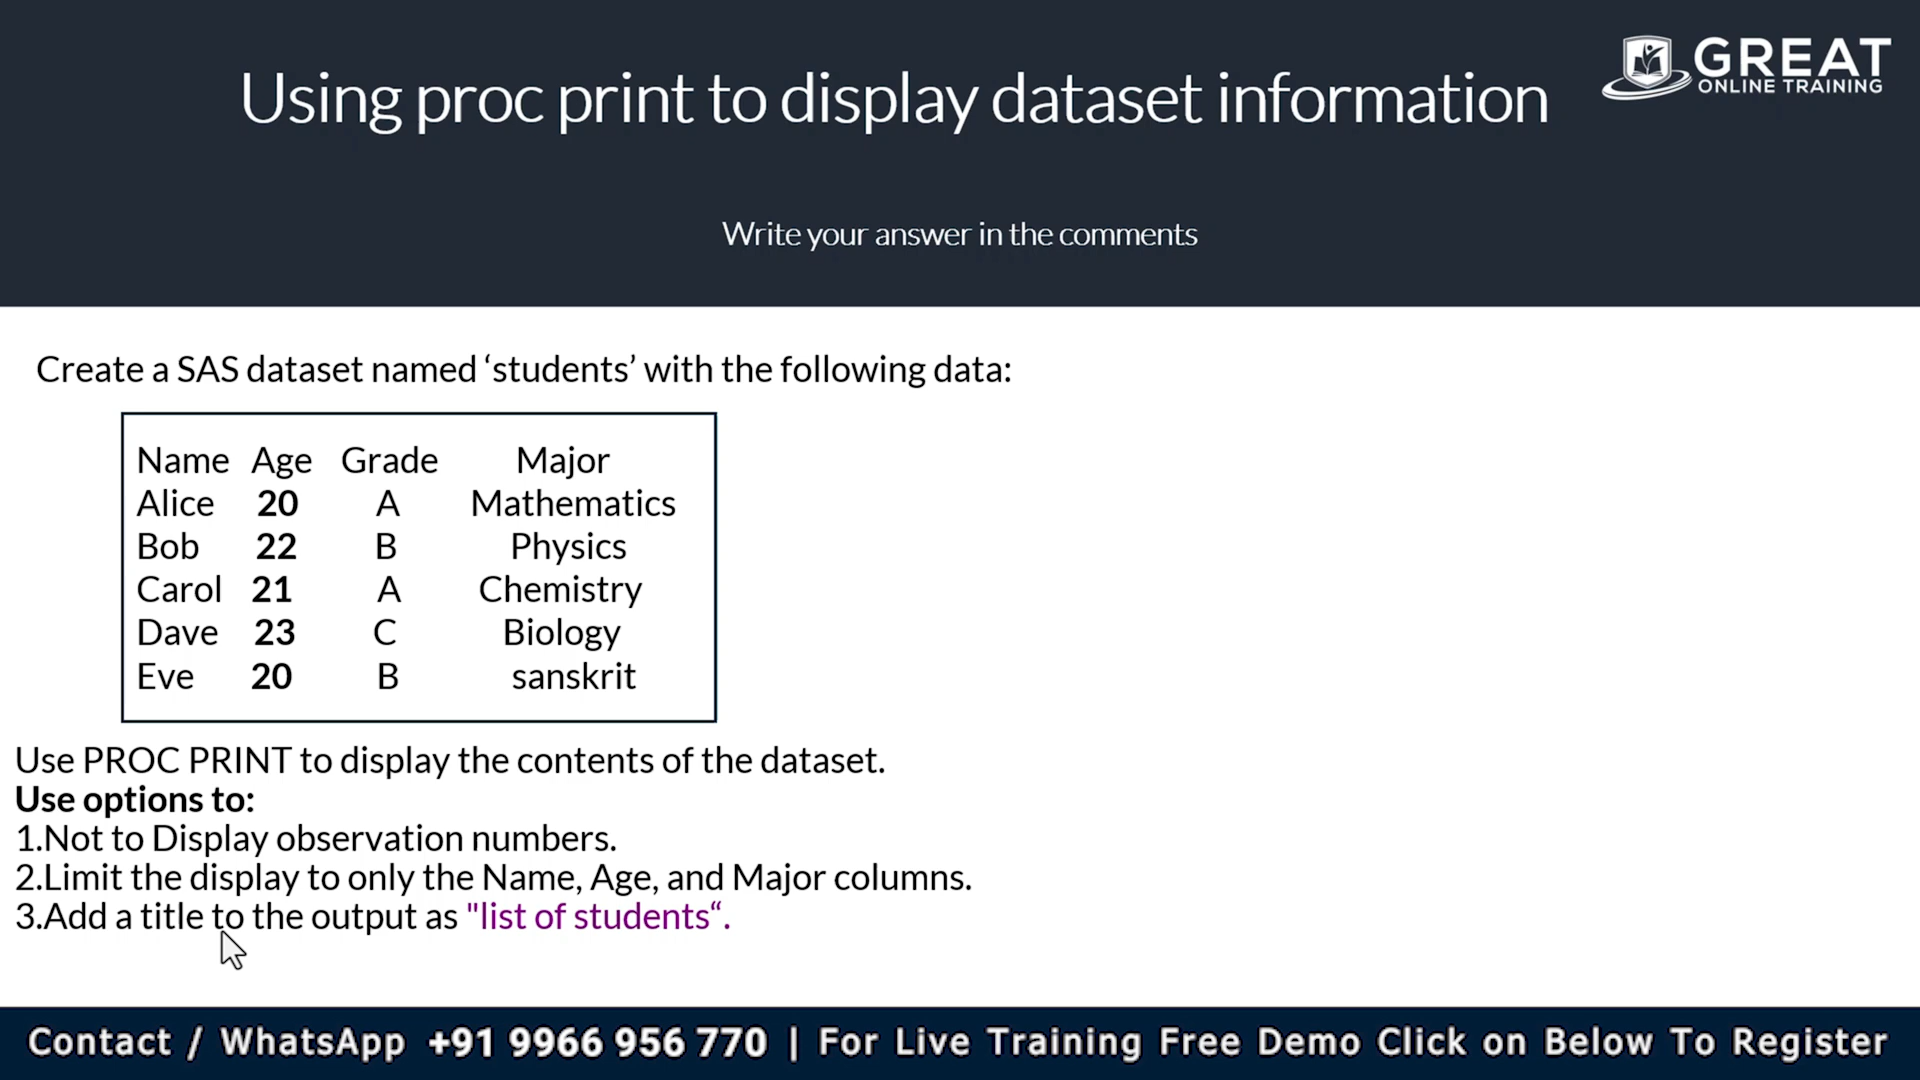 Using proc print to display dataset information
GREAT
ONLINE TRAINING
Write your answer in the comments
Create a SAS dataset named ‘students’ with the following data:
Name Age Grade Major
Alice 20 A Mathematics
Bob 22 B Physics
Carol 21 A Chemistry
Dave 23 C Biology
Eve 20 B sanskrit
Use PROC PRINT to display the contents of the dataset.
Use options to:
1.Not to Display observation numbers.
2.Limit the display to only the Name, Age, and Major columns.
3.Add a title to the output as "list of students“.
Contact / WhatsApp +91 9966 956 770 | For Live Training Free Demo Click on Below To Register